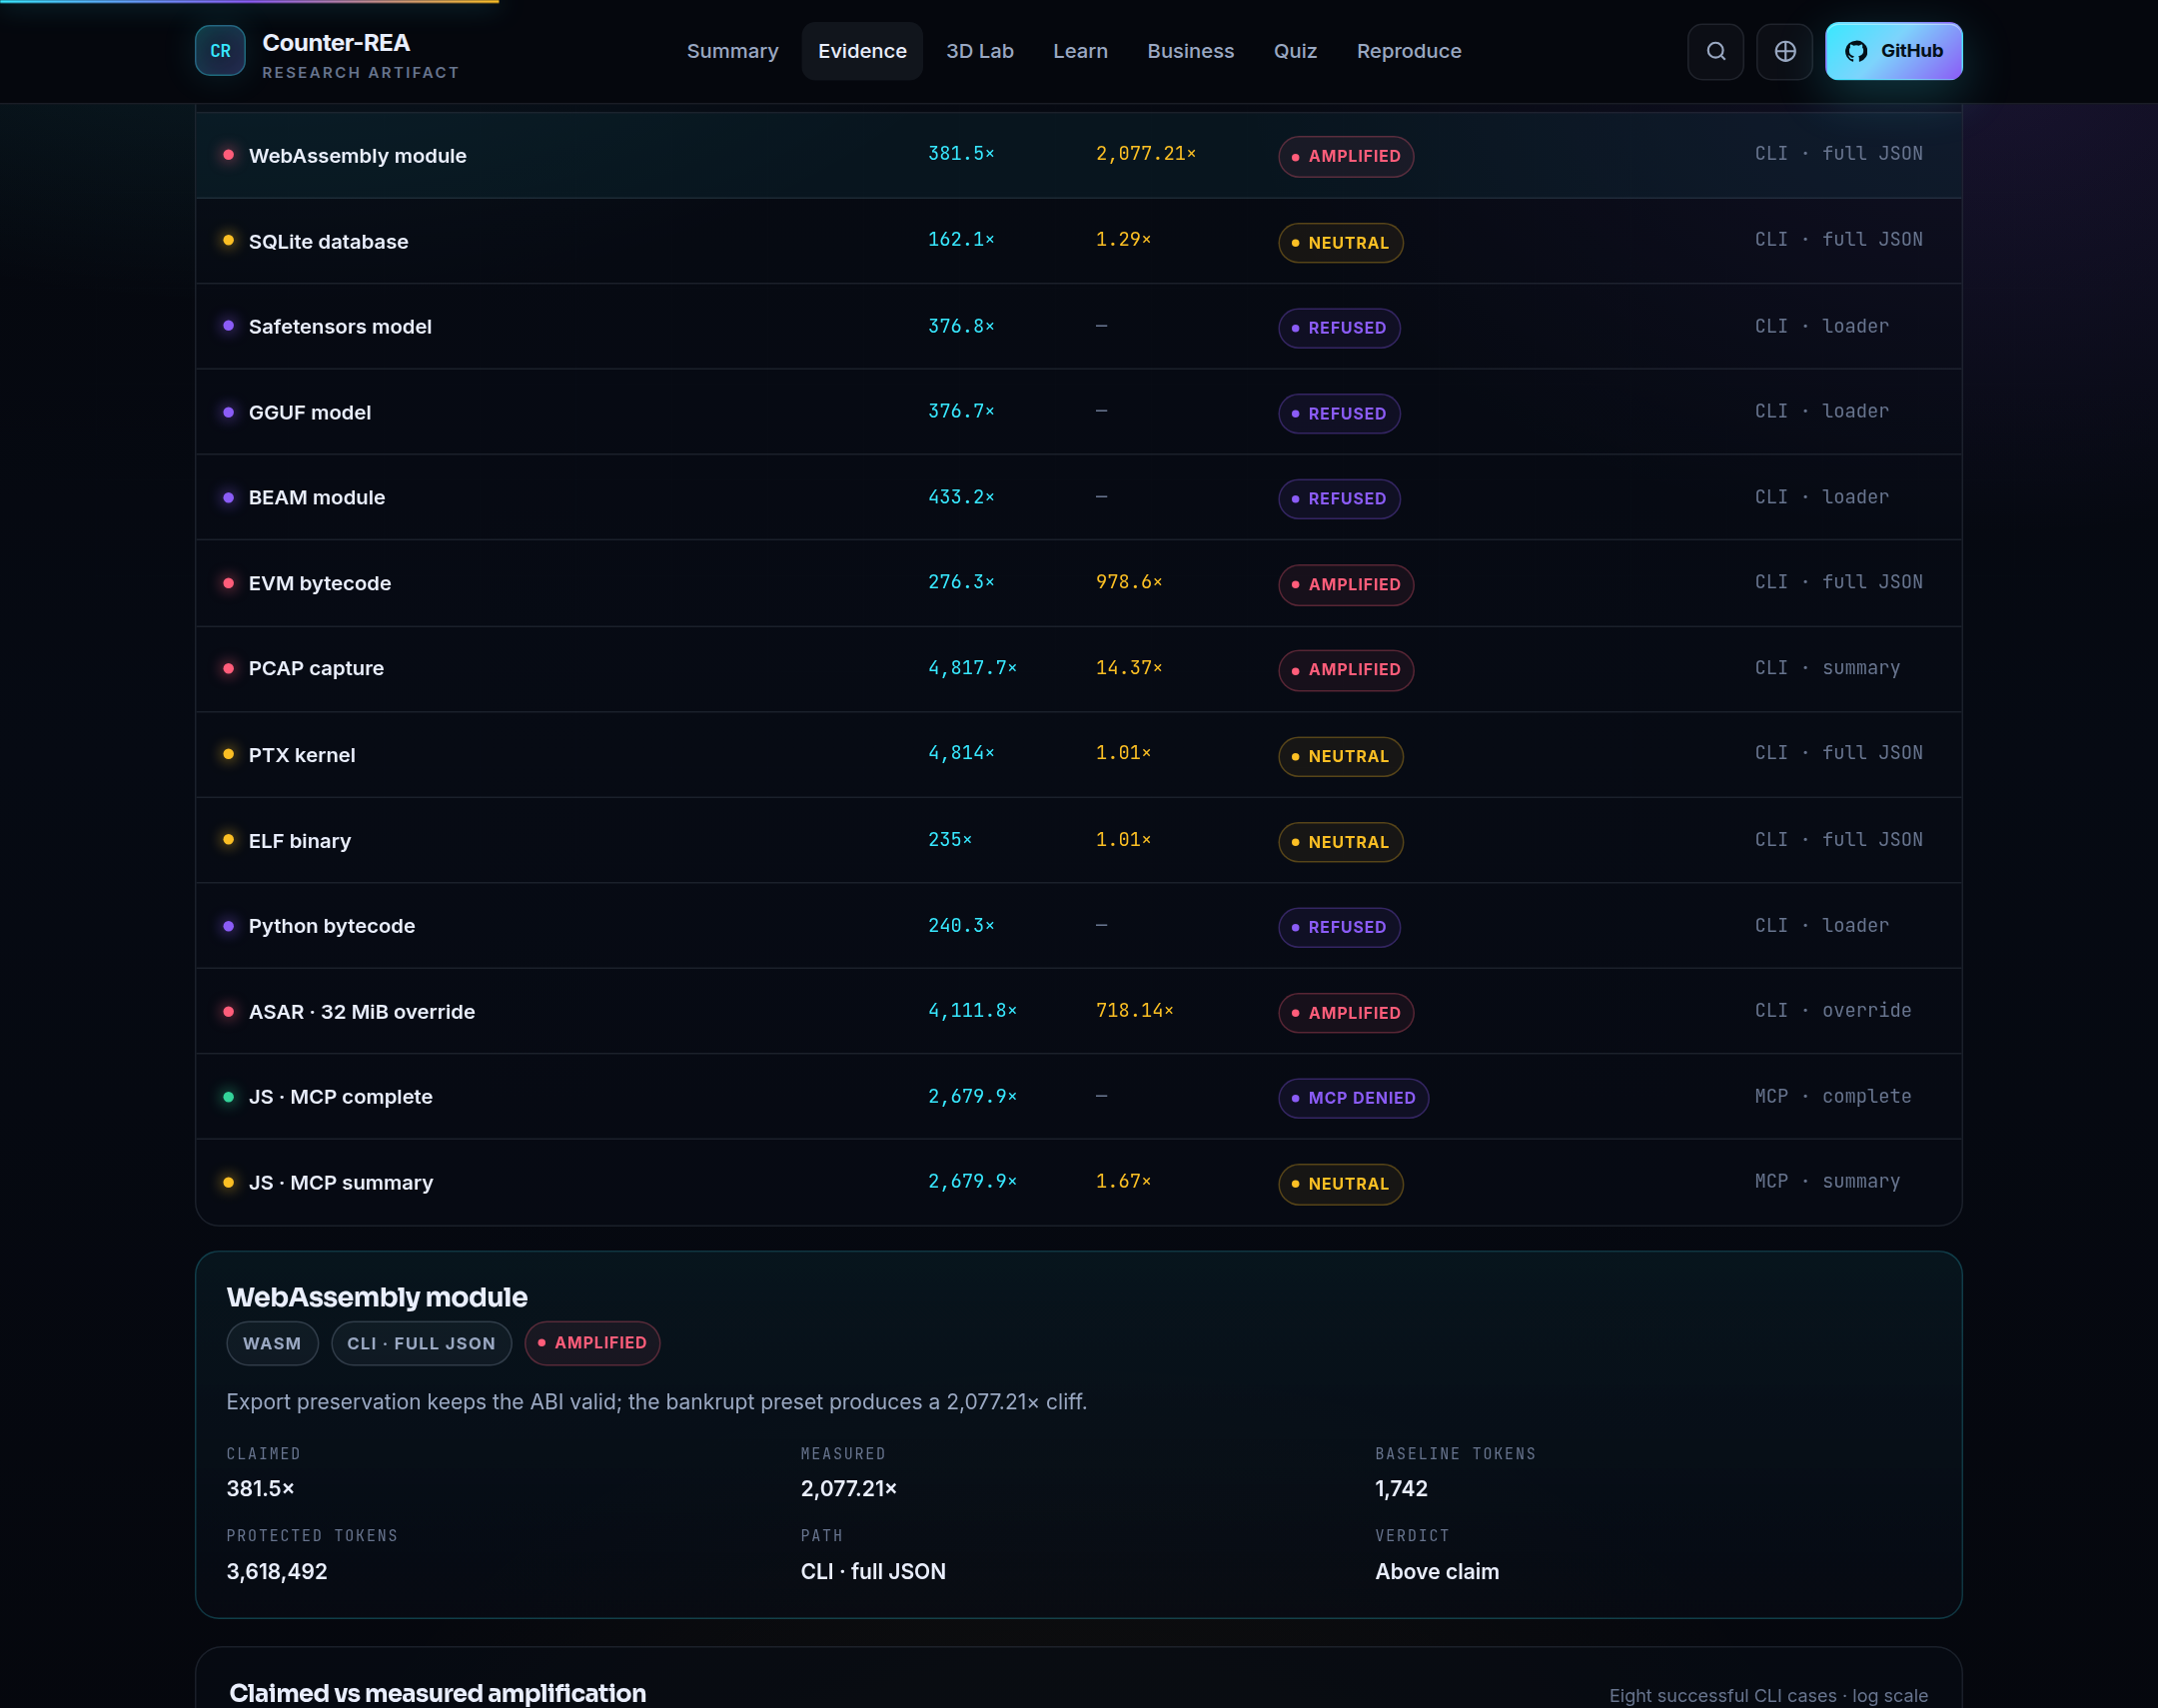 CR
Counter-REA
RESEARCH ARTIFACT
Summary Evidence 3D Lab Learn Business Quiz Reproduce
GitHub
WebAssembly module 381.5× 2,077.21× AMPLIFIED CLI · full JSON
SQLite database 162.1× 1.29× NEUTRAL CLI · full JSON
Safetensors model 376.8× — REFUSED CLI · loader
GGUF model 376.7× — REFUSED CLI · loader
BEAM module 433.2× — REFUSED CLI · loader
EVM bytecode 276.3× 978.6× AMPLIFIED CLI · full JSON
PCAP capture 4,817.7× 14.37× AMPLIFIED CLI · summary
PTX kernel 4,814× 1.01× NEUTRAL CLI · full JSON
ELF binary 235× 1.01× NEUTRAL CLI · full JSON
Python bytecode 240.3× — REFUSED CLI · loader
ASAR · 32 MiB override 4,111.8× 718.14× AMPLIFIED CLI · override
JS · MCP complete 2,679.9× — MCP DENIED MCP · complete
JS · MCP summary 2,679.9× 1.67× NEUTRAL MCP · summary
WebAssembly module
WASM CLI · FULL JSON AMPLIFIED
Export preservation keeps the ABI valid; the bankrupt preset produces a 2,077.21× cliff.
CLAIMED MEASURED BASELINE TOKENS
381.5× 2,077.21× 1,742
PROTECTED TOKENS PATH VERDICT
3,618,492 CLI · full JSON Above claim
Claimed vs measured amplification Eight successful CLI cases · log scale